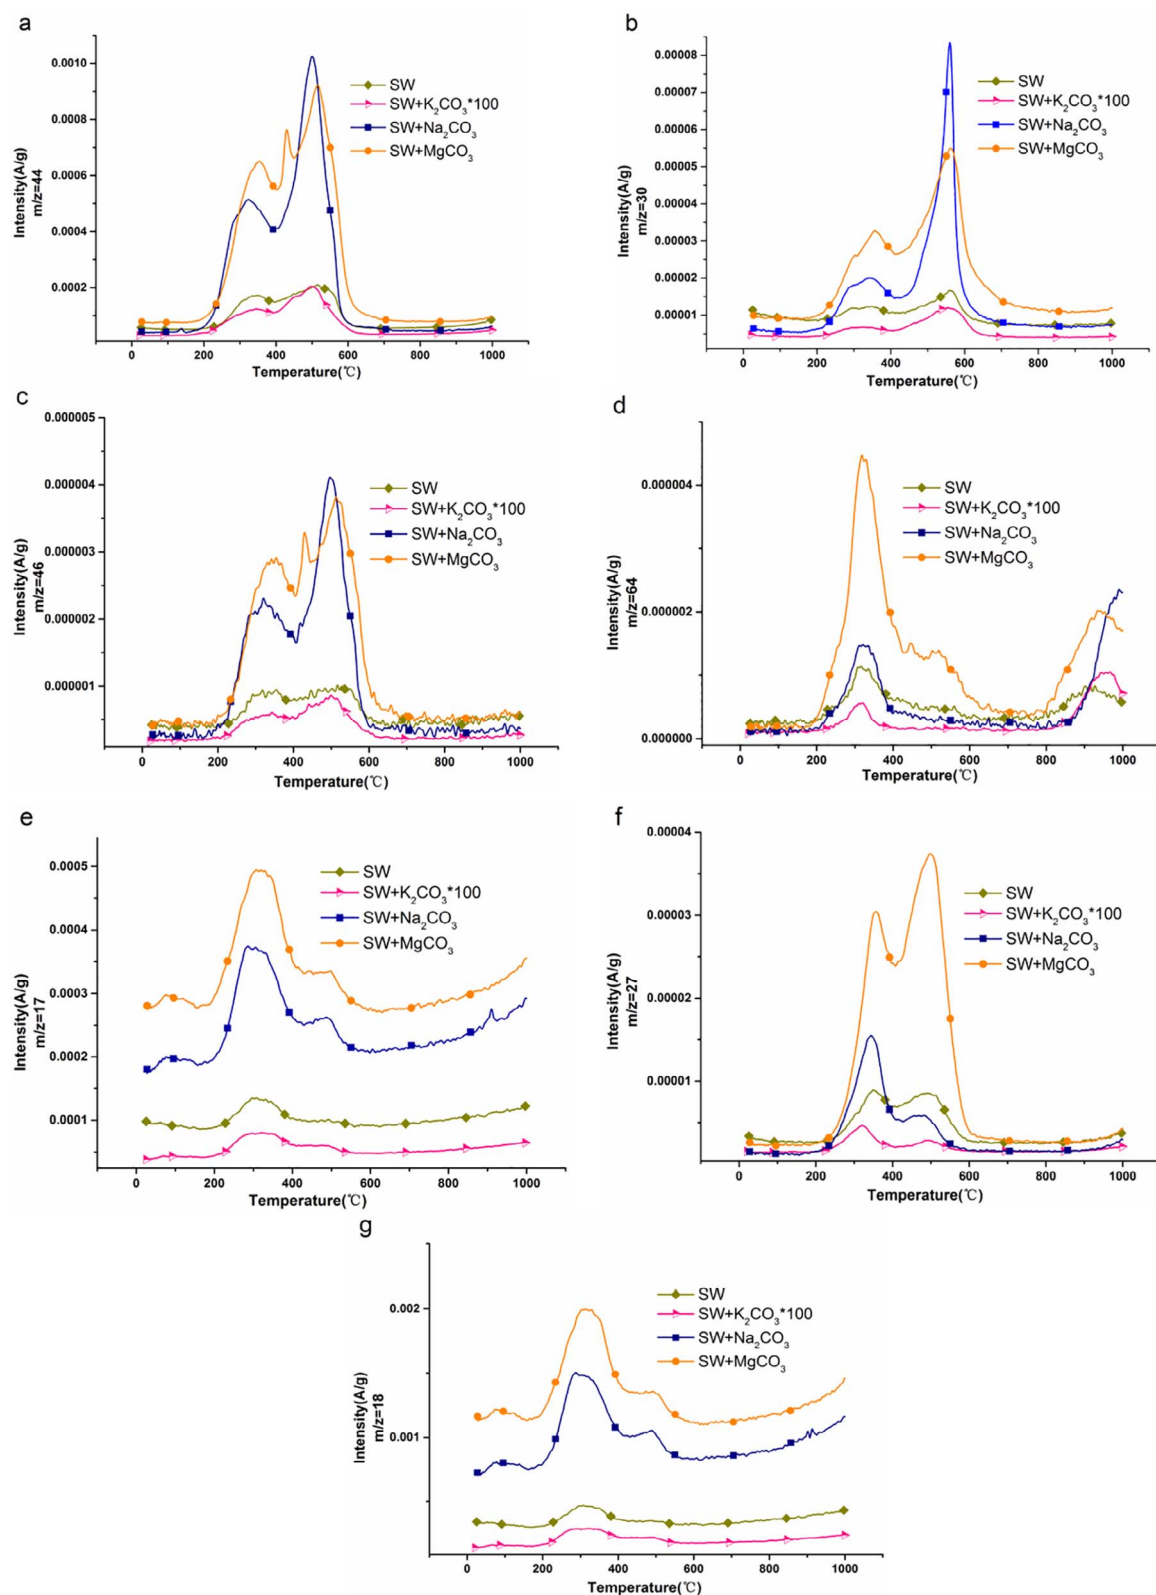 a
0.0010
0.0008
0.0006
0.0004
0.0002
Intensity(A/g)
m/z=44
SW
SW+K₂CO₃*100
SW+Na₂CO₃
SW+MgCO₃
0 200 400 600 800 1000
Temperature(℃)
b
0.00008
0.00007
0.00006
0.00005
0.00004
0.00003
0.00002
0.00001
Intensity(A/g)
m/z=30
SW
SW+K₂CO₃*100
SW+Na₂CO₃
SW+MgCO₃
0 200 400 600 800 1000
Temperature(℃)
c
0.000005
0.000004
0.000003
0.000002
0.000001
Intensity(A/g)
m/z=46
SW
SW+K₂CO₃*100
SW+Na₂CO₃
SW+MgCO₃
0 200 400 600 800 1000
Temperature(℃)
d
0.000004
0.000002
0.000000
Intensity(A/g)
m/z=64
SW
SW+K₂CO₃*100
SW+Na₂CO₃
SW+MgCO₃
0 200 400 600 800 1000
Temperature(℃)
e
0.0005
0.0004
0.0003
0.0002
0.0001
Intensity(A/g)
m/z=17
SW
SW+K₂CO₃*100
SW+Na₂CO₃
SW+MgCO₃
0 200 400 600 800 1000
Temperature(℃)
f
0.00004
0.00003
0.00002
0.00001
Intensity(A/g)
m/z=27
SW
SW+K₂CO₃*100
SW+Na₂CO₃
SW+MgCO₃
0 200 400 600 800 1000
Temperature(℃)
g
0.002
0.001
Intensity(A/g)
m/z=18
SW
SW+K₂CO₃*100
SW+Na₂CO₃
SW+MgCO₃
0 200 400 600 800 1000
Temperature(℃)